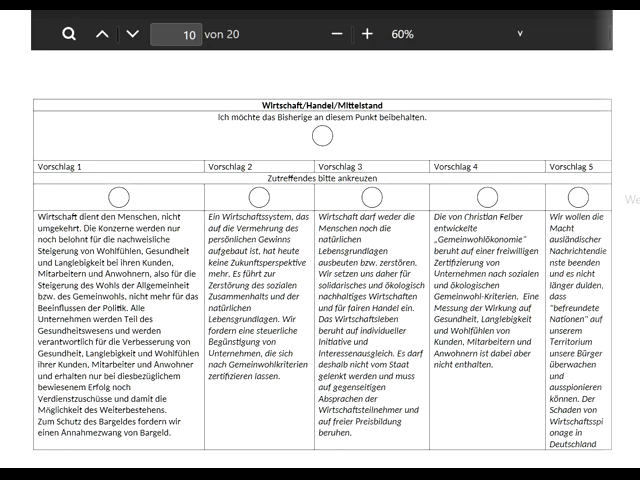 10 von 20 60%
Wirtschaft/Handel/Mittelstand
Ich möchte das Bisherige an diesem Punkt beibehalten.
Vorschlag 1 Vorschlag 2 Vorschlag 3 Vorschlag 4 Vorschlag 5
Zutreffendes bitte ankreuzen
Wirtschaft dient den Menschen, nicht
umgekehrt. Die Konzerne werden nur
noch belohnt für die nachweisliche
Steigerung von Wohlfühlen, Gesundheit
und Langlebigkeit bei ihren Kunden,
Mitarbeitern und Anwohnern, also für die
Steigerung des Wohls der Allgemeinheit
bzw. des Gemeinwohls, nicht mehr für das
Beeinflussen der Politik. Alle
Unternehmen werden Teil des
Gesundheitswesens und werden
verantwortlich für die Verbesserung von
Gesundheit, Langlebigkeit und Wohlfühlen
ihrer Kunden, Mitarbeiter und Anwohner
und erhalten nur bei diesbezüglichem
bewiesenem Erfolg noch
Verdienstzuschüsse und damit die
Möglichkeit des Weiterbestehens.
Zum Schutz des Bargeldes fordern wir
einen Annahmezwang von Bargeld.
Ein Wirtschaftssystem, das
auf die Vermehrung des
persönlichen Gewinns
aufgebaut ist, hat heute
keine Zukunftsperspektive
mehr. Es führt zur
Zerstörung des sozialen
Zusammenhalts und der
natürlichen
Lebensgrundlagen. Wir
fordern eine steuerliche
Begünstigung von
Unternehmen, die sich
nach Gemeinwohlkriterien
zertifizieren lassen.
Wirtschaft darf weder die
Menschen noch die
natürlichen
Lebensgrundlagen
ausbeuten bzw. zerstören.
Wir setzen uns daher für
solidarisches und ökologisch
nachhaltiges Wirtschaften
und für fairen Handel ein.
Das Wirtschaftsleben
beruht auf individueller
Initiative und
Interessenausgleich. Es darf
deshalb nicht vom Staat
gelenkt werden und muss
auf gegenseitigen
Absprachen der
Wirtschaftsteilnehmer und
auf freier Preisbildung
beruhen.
Die von Christian Felber
entwickelte
„Gemeinwohlökonomie“
beruht auf einer freiwilligen
Zertifizierung von
Unternehmen nach sozialen
und ökologischen
Gemeinwohl-Kriterien. Eine
Messung der Wirkung auf
Gesundheit, Langlebigkeit
und Wohlfühlen von
Kunden, Mitarbeitern und
Anwohnern ist dabei aber
nicht enthalten.
Wir wollen die
Macht
ausländischer
Nachrichtendie
nste beenden
und es nicht
länger dulden,
dass
"befreundete
Nationen" auf
unserem
Territorium
unsere Bürger
überwachen
und
ausspionieren
können. Der
Schaden von
Wirtschaftsspi
onage in
Deutschland
We